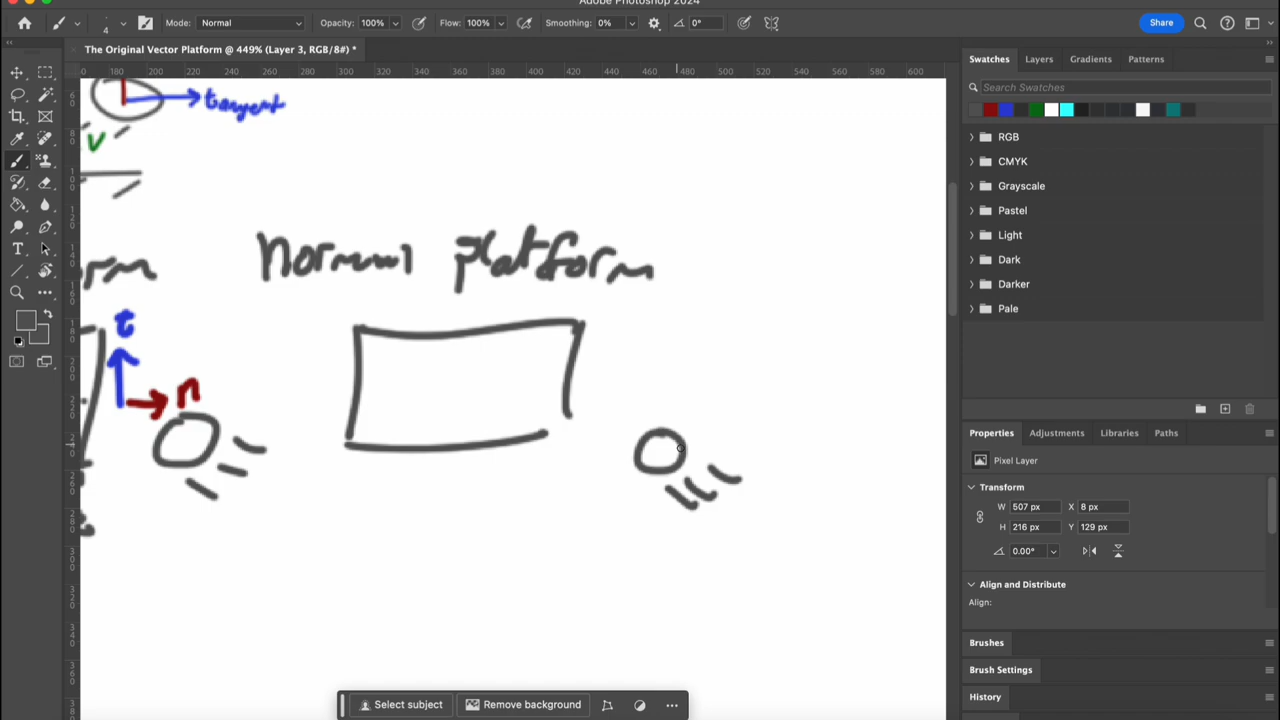 Adobe Photoshop 2024
4 Mode: Normal Opacity: 100% Flow: 100% Smoothing: 0% 0° Share
The Original Vector Platform @ 449% (Layer 3, RGB/8#) *
180 200 220 240 260 280 300 320 340 360 380 400 420 440 460 480 500 520 540 560 580 600
tangent
v
normal platform
rm
t
n
Swatches Layers Gradients Patterns
Search Swatches
RGB
CMYK
Grayscale
Pastel
Light
Dark
Darker
Pale
Properties Adjustments Libraries Paths
Pixel Layer
Transform
W 507 px X 8 px
H 216 px Y 129 px
0.00°
Align and Distribute
Align:
Brushes
Brush Settings
History
Select subject Remove background